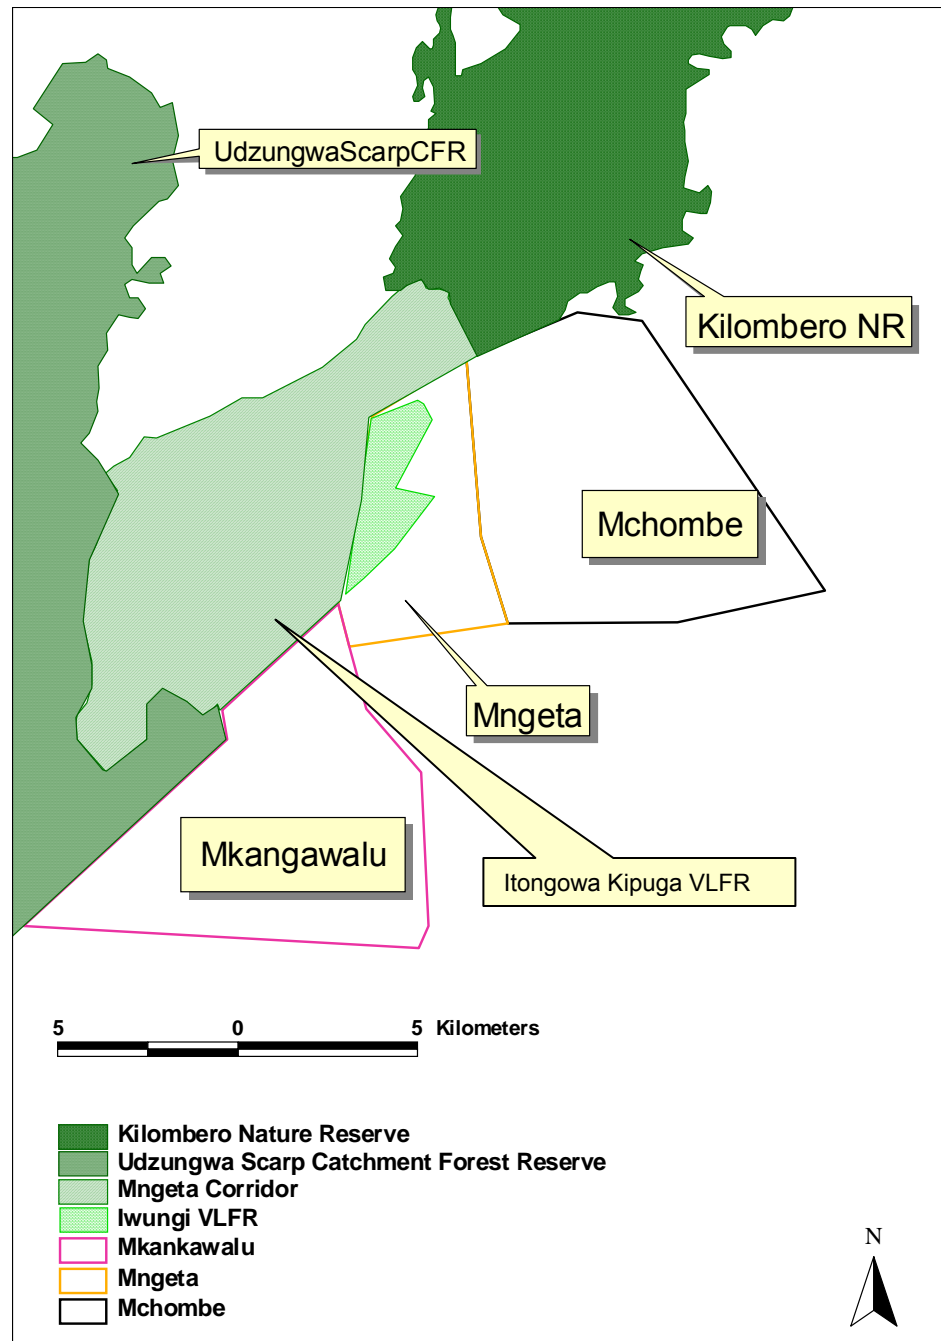 UdzungwaScarpCFR
Kilombero NR
Mchombe
Mngeta
Mkangawalu
Itongowa Kipuga VLFR
5 0 5 Kilometers
Kilombero Nature Reserve
Udzungwa Scarp Catchment Forest Reserve
Mngeta Corridor
Iwungi VLFR
Mkankawalu
Mngeta
Mchombe
N